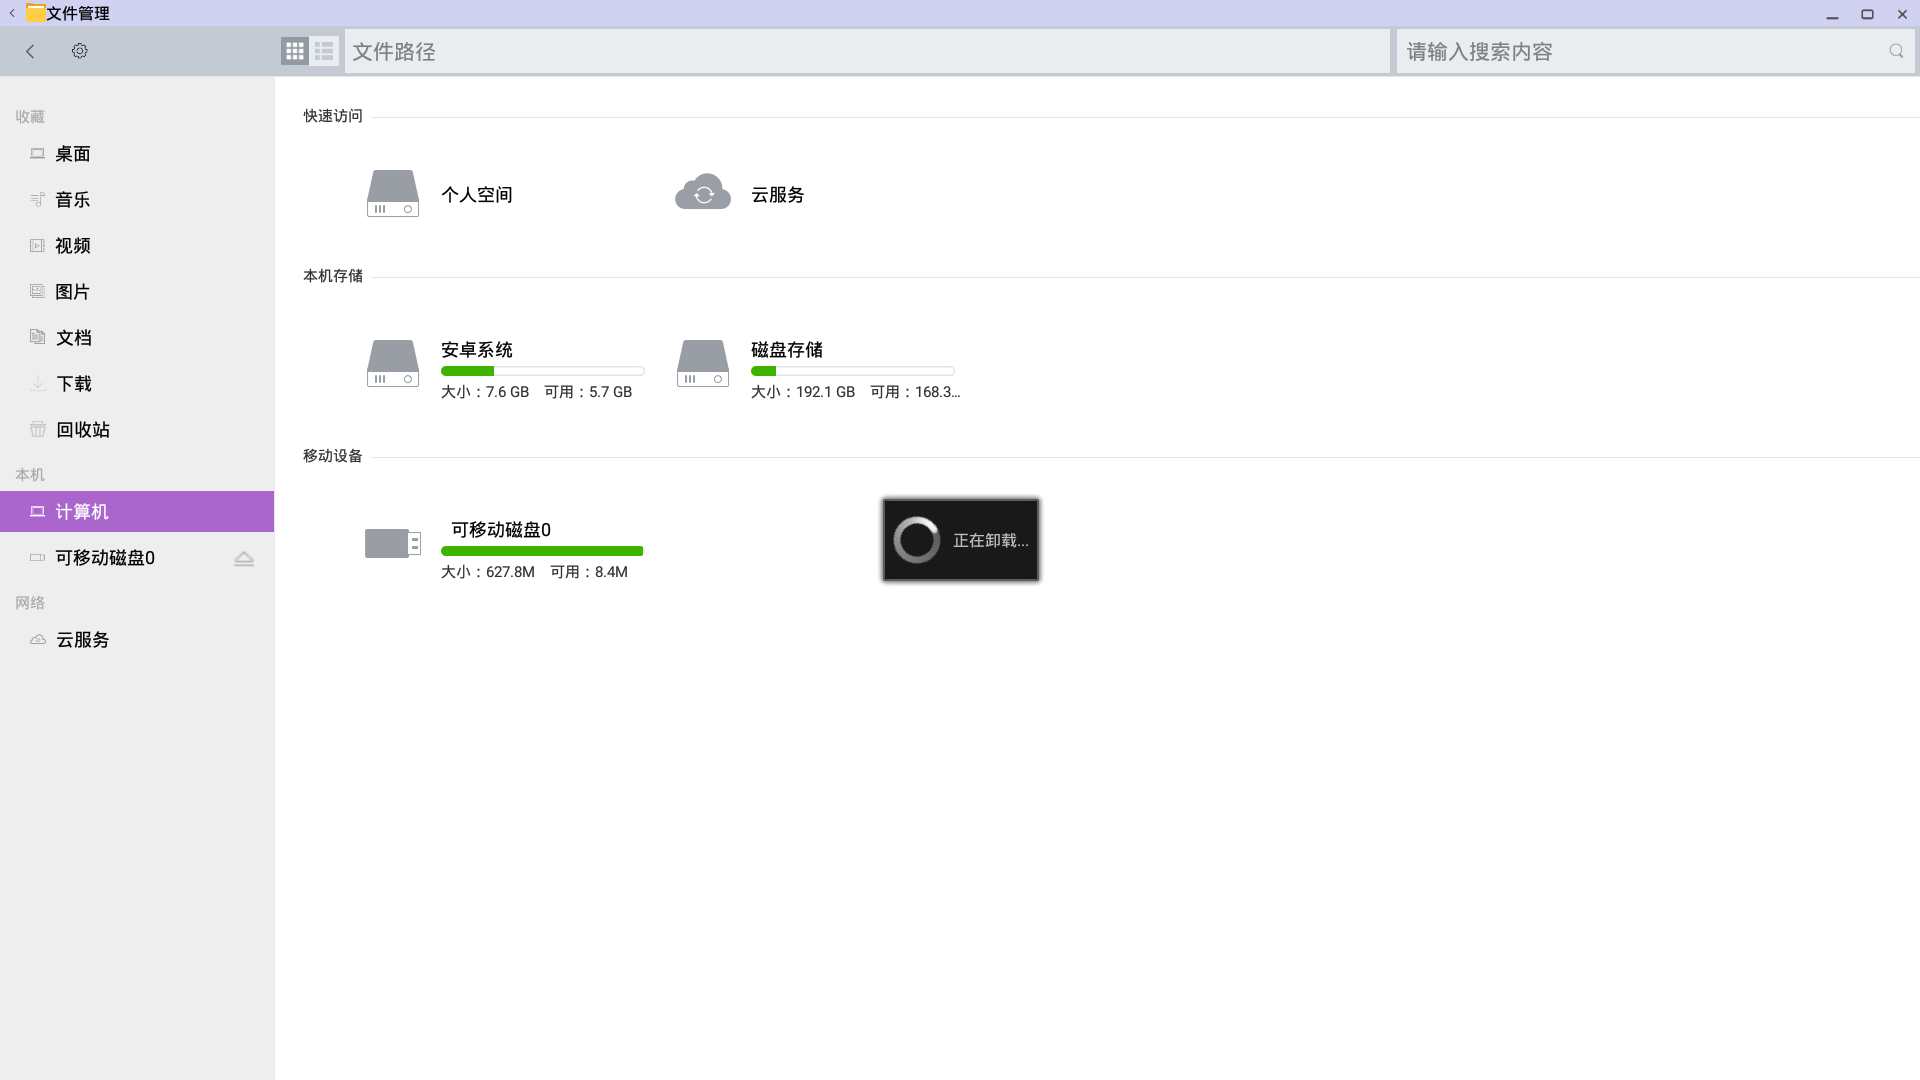 文件管理
文件路径
请输入搜索内容
收藏
桌面
音乐
视频
图片
文档
下载
回收站
本机
计算机
可移动磁盘0
网络
云服务
快速访问
个人空间
云服务
本机存储
安卓系统
大小：7.6 GB 可用：5.7 GB
磁盘存储
大小：192.1 GB 可用：168.3...
移动设备
可移动磁盘0
大小：627.8M 可用：8.4M
正在卸载...